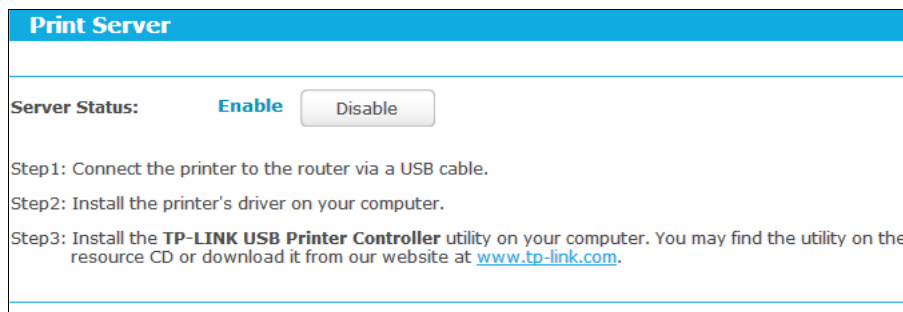 Print Server
Server Status: Enable Disable
Step1: Connect the printer to the router via a USB cable.
Step2: Install the printer's driver on your computer.
Step3: Install the TP-LINK USB Printer Controller utility on your computer. You may find the utility on the
resource CD or download it from our website at www.tp-link.com.